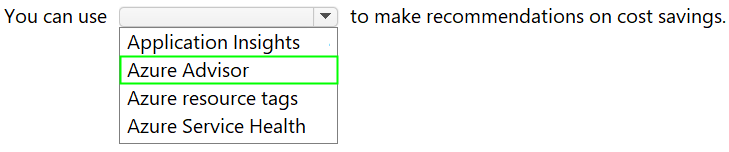 You can use to make recommendations on cost savings.
Application Insights
Azure Advisor
Azure resource tags
Azure Service Health